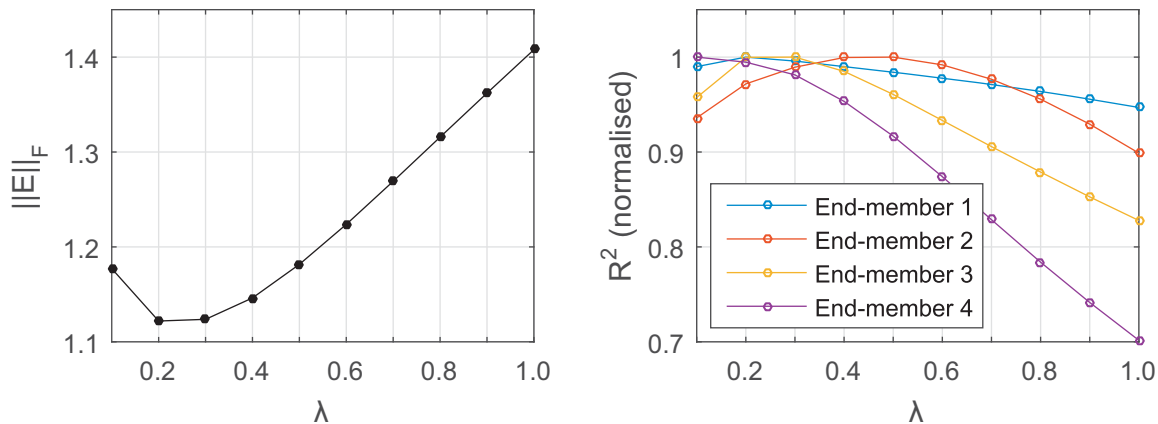 1.4
1.3
1.2
1.1
||E||F
0.2 0.4 0.6 0.8 1.0
λ
1
0.9
0.8
0.7
R2 (normalised)
End-member 1
End-member 2
End-member 3
End-member 4
0.2 0.4 0.6 0.8 1.0
λ